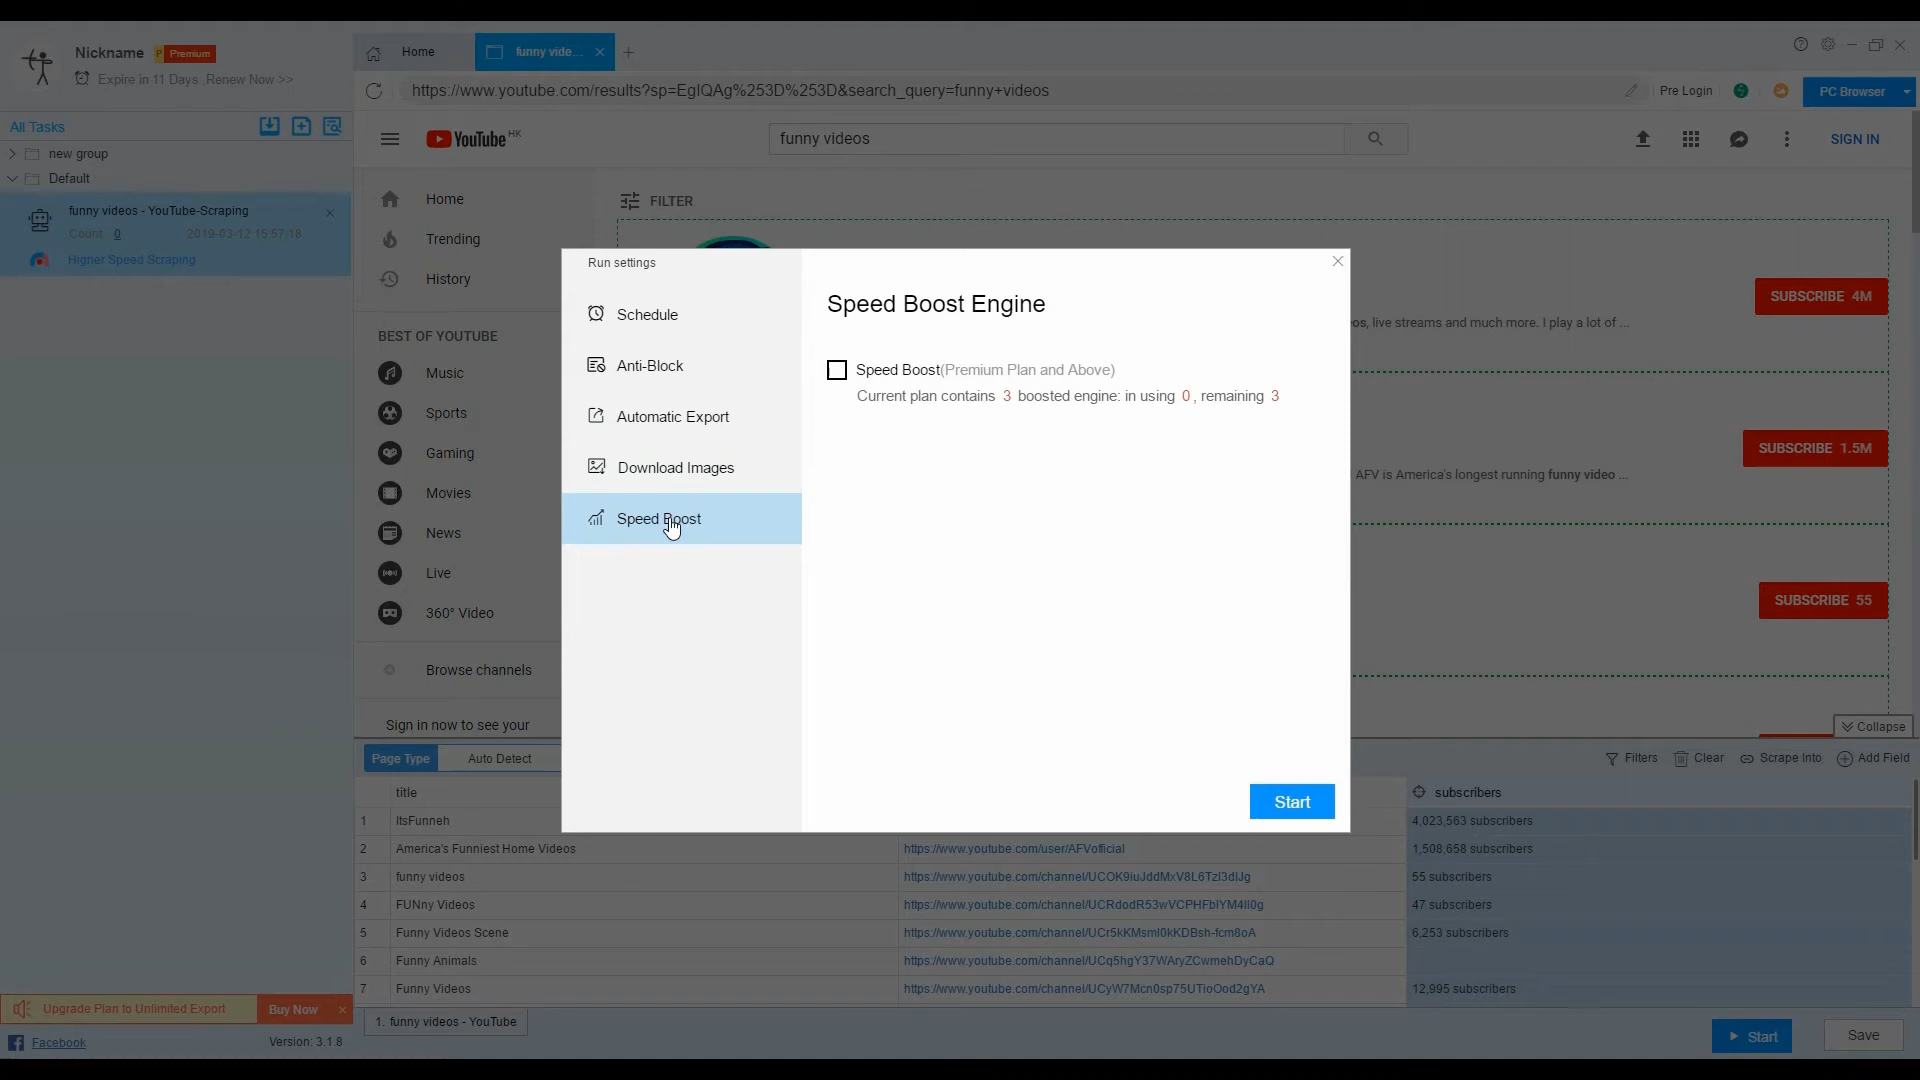 Nickname P Premium
Expire in 11 Days ,Renew Now >>
Home
funny vide...
https://www.youtube.com/results?sp=EgIQAg%253D%253D&search_query=funny+videos
Pre Login
PC Browser
All Tasks
new group
Default
funny videos - YouTube-Scraping
Count 0 2019-03-12 15:57:18
Higher Speed Scraping
YouTube HK
funny videos
SIGN IN
Home
Trending
History
BEST OF YOUTUBE
Music
Sports
Gaming
Movies
News
Live
360° Video
Browse channels
Sign in now to see your
FILTER
SUBSCRIBE 4M
os, live streams and much more. I play a lot of ...
SUBSCRIBE 1.5M
AFV is America's longest running funny video ...
SUBSCRIBE 55
Run settings
Schedule
Anti-Block
Automatic Export
Download Images
Speed Boost
Speed Boost Engine
Speed Boost(Premium Plan and Above)
Current plan contains 3 boosted engine: in using 0, remaining 3
Start
Collapse
Page Type Auto Detect
Filters Clear Scrape Into Add Field
title subscribers
1 ItsFunneh 4,023,563 subscribers
2 America's Funniest Home Videos https://www.youtube.com/user/AFVofficial 1,508,658 subscribers
3 funny videos https://www.youtube.com/channel/UCOK9iuJddMxV8L6TzI3dIJg 55 subscribers
4 FUNny Videos https://www.youtube.com/channel/UCRdodR53wVCPHFbIYM4II0g 47 subscribers
5 Funny Videos Scene https://www.youtube.com/channel/UCr5kKMsmI0kKDBsh-fcm8oA 6,253 subscribers
6 Funny Animals https://www.youtube.com/channel/UCq5hgY37WAryZCwmehDyCaQ
7 Funny Videos https://www.youtube.com/channel/UCyW7Mcn0sp75UTioOod2gYA 12,995 subscribers
Upgrade Plan to Unlimited Export Buy Now
1. funny videos - YouTube
Facebook Version: 3.1.8
Start Save